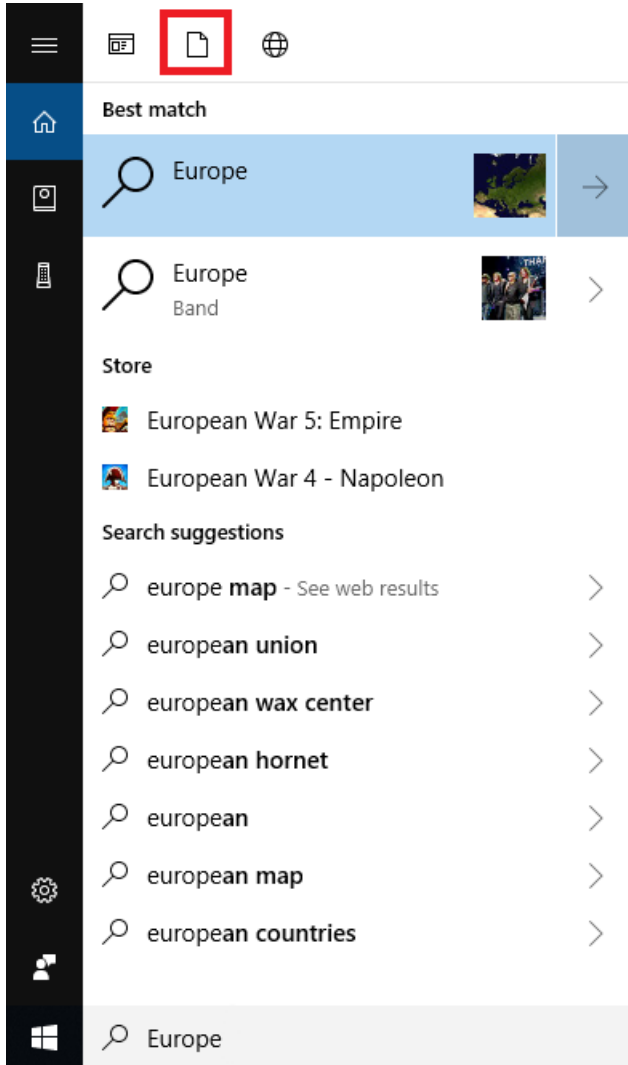 Best match
Europe
Europe
Band
Store
European War 5: Empire
European War 4 - Napoleon
Search suggestions
europe map - See web results
european union
european wax center
european hornet
european
european map
european countries
Europe